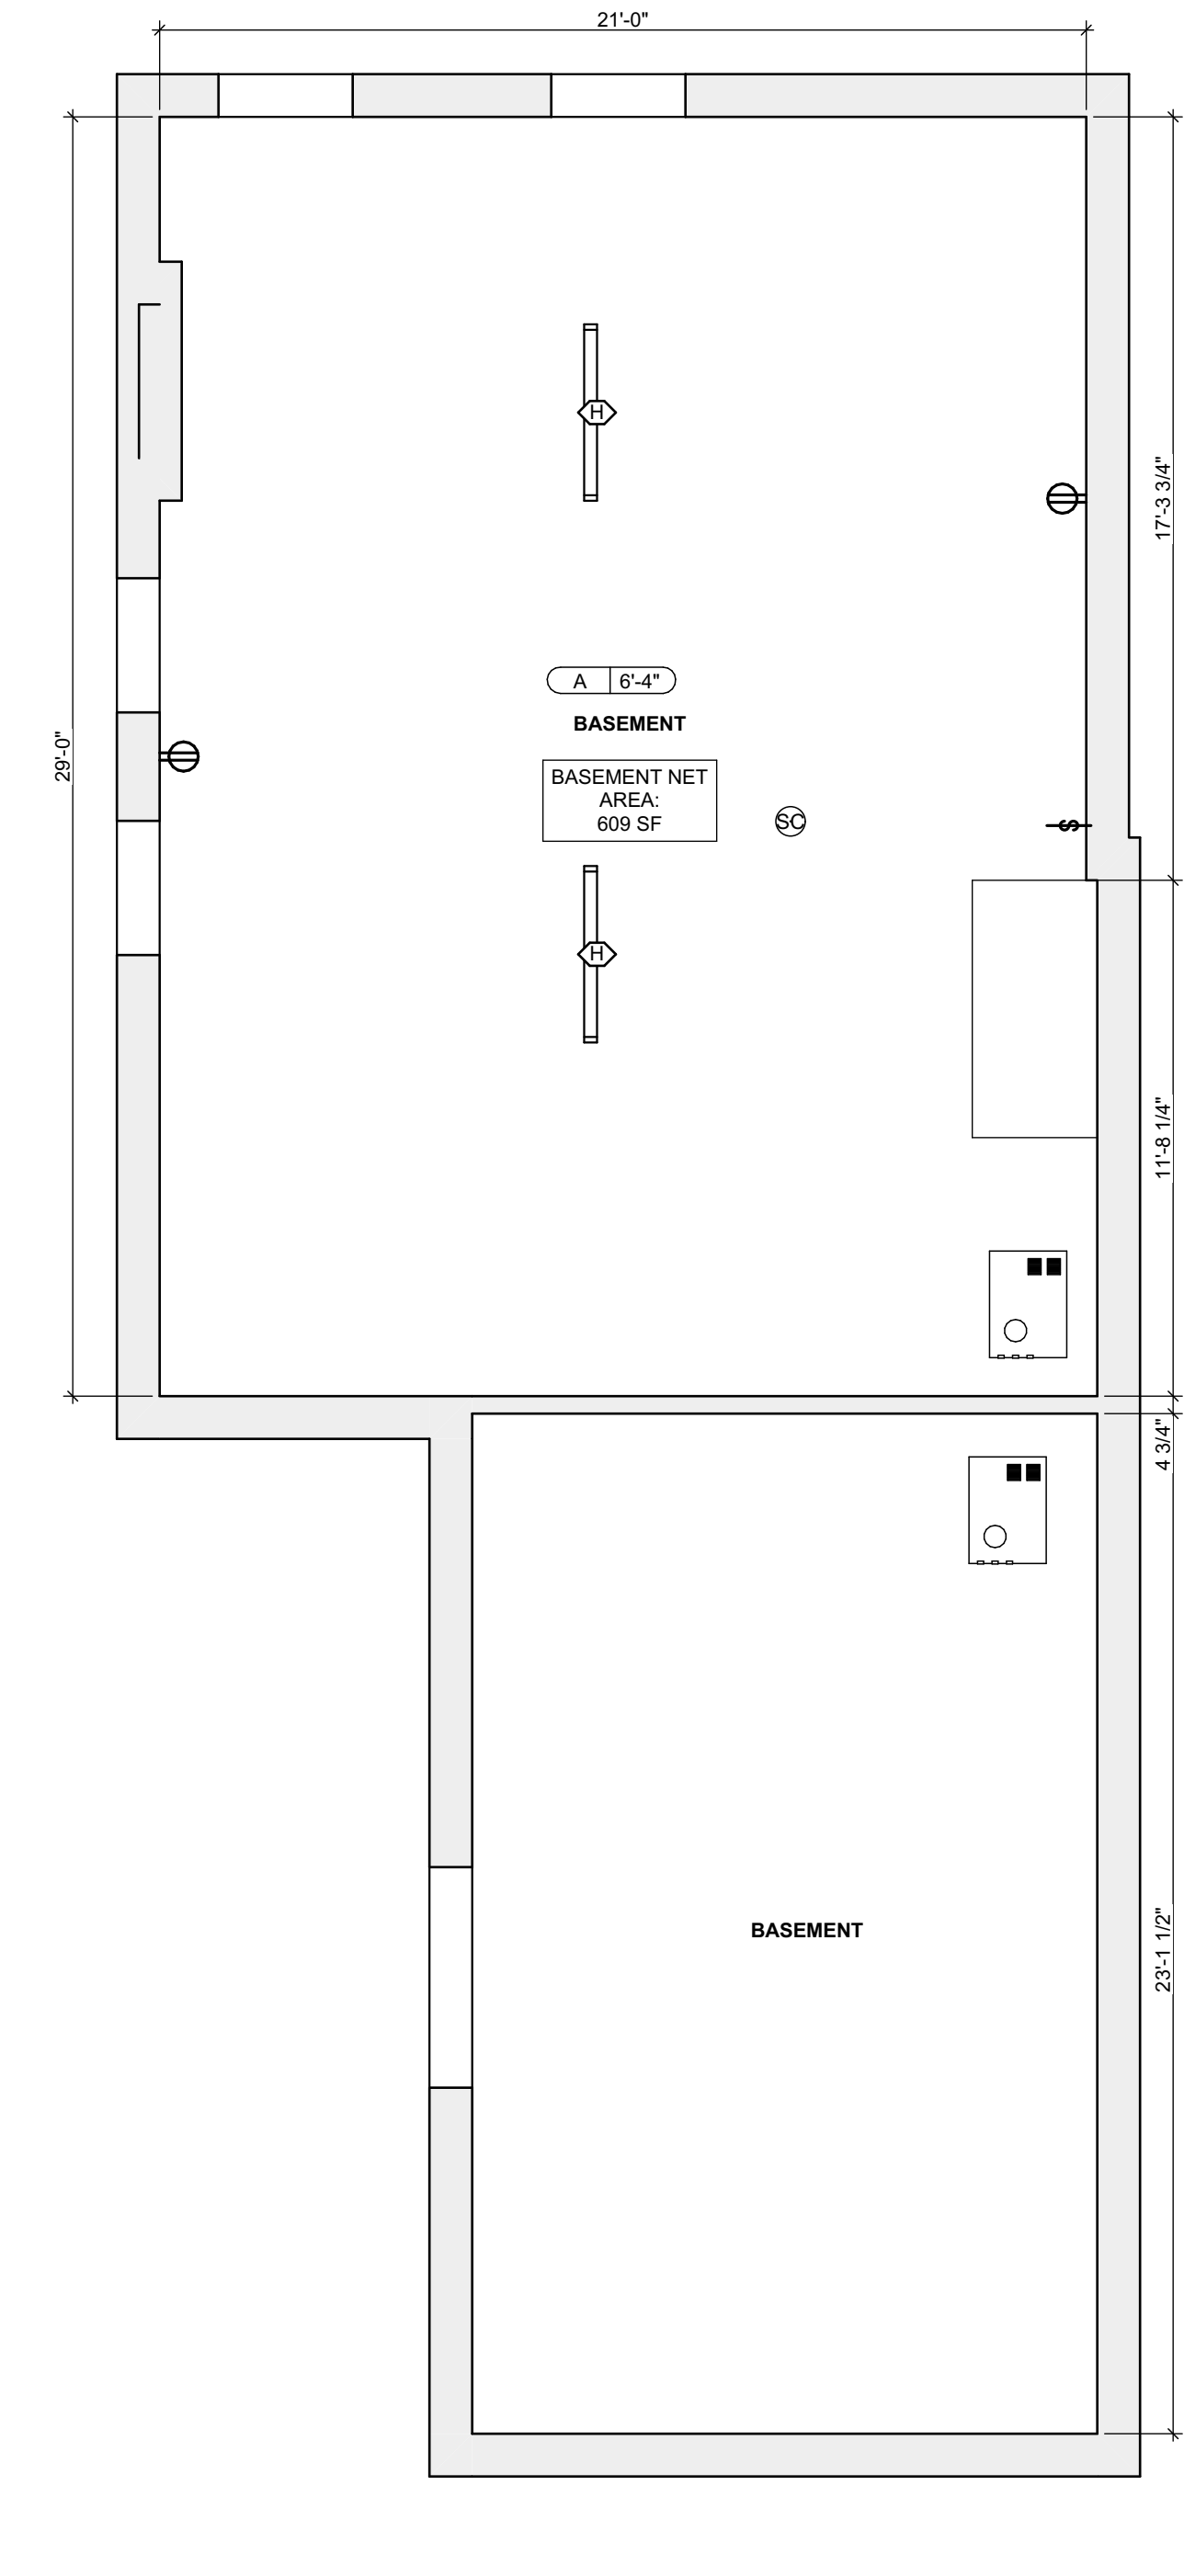 21'-0"
H
17'-3 3/4"
A 6'-4"
BASEMENT
29'-0"
BASEMENT NET
AREA:
609 SF
SC
S
H
11'-8 1/4"
4 3/4"
BASEMENT
23'-1 1/2"